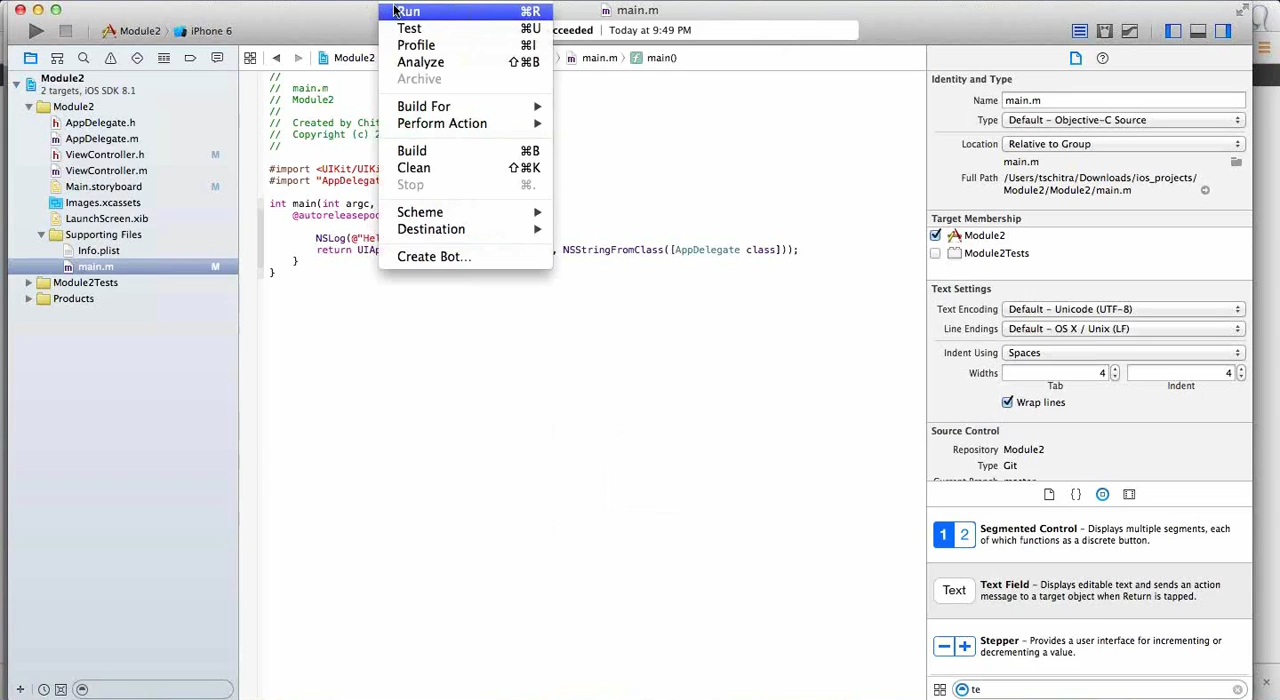 main.m
Module2
iPhone 6
cceeded
Today at 9:49 PM
Run ⌘R
Test ⌘U
Profile ⌘I
Analyze ⇧⌘B
Archive
Build For
Perform Action
Build ⌘B
Clean ⇧⌘K
Stop ⌘.
Scheme
Destination
Create Bot...
Module2
main.m
main()
Module2
2 targets, iOS SDK 8.1
Module2
AppDelegate.h
AppDelegate.m
ViewController.h M
ViewController.m
Main.storyboard M
Images.xcassets
LaunchScreen.xib
Supporting Files
Info.plist
main.m M
Module2Tests
Products
//
// main.m
// Module2
//
// Created by Chit
// Copyright (c) 2
//
#import <UIKit/UIKi
#import "AppDelegat
int main(int argc,
@autoreleasepoo
NSLog(@"Hel
return UIAp , NSStringFromClass([AppDelegate class]));
}
}
Identity and Type
Name main.m
Type Default - Objective-C Source
Location Relative to Group
main.m
Full Path /Users/tschitra/Downloads/ios_projects/
Module2/Module2/main.m
Target Membership
Module2
Module2Tests
Text Settings
Text Encoding Default - Unicode (UTF-8)
Line Endings Default - OS X / Unix (LF)
Indent Using Spaces
Widths 4 4
Tab Indent
Wrap lines
Source Control
Repository Module2
Type Git
1 2
Segmented Control - Displays multiple segments, each
of which functions as a discrete button.
Text
Text Field - Displays editable text and sends an action
message to a target object when Return is tapped.
Stepper - Provides a user interface for incrementing or
decrementing a value.
te